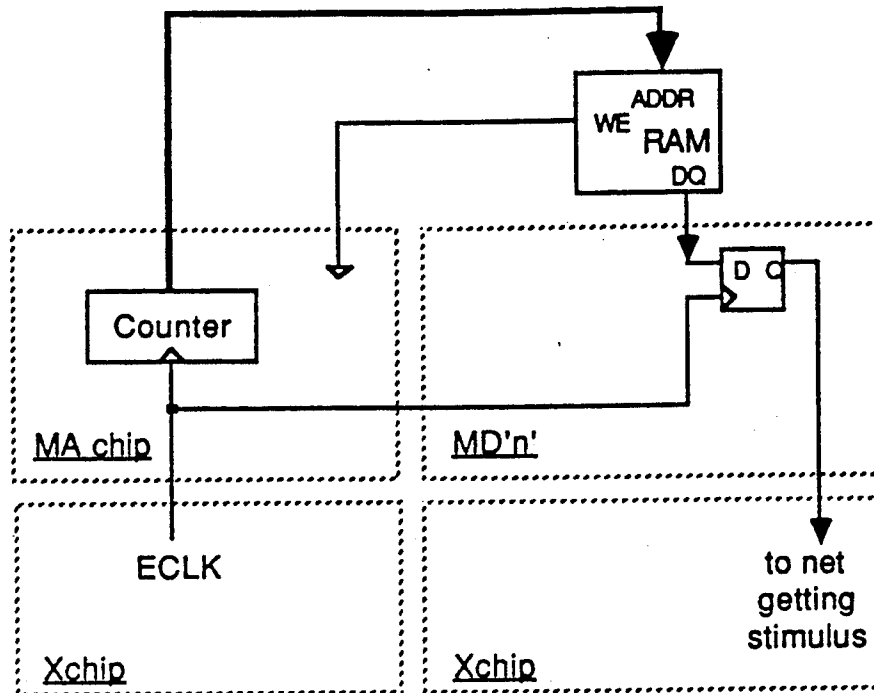 ADDR
WE
RAM
DQ
D Q
Counter
MA chip
MD'n'
ECLK
to net
getting
stimulus
Xchip
Xchip